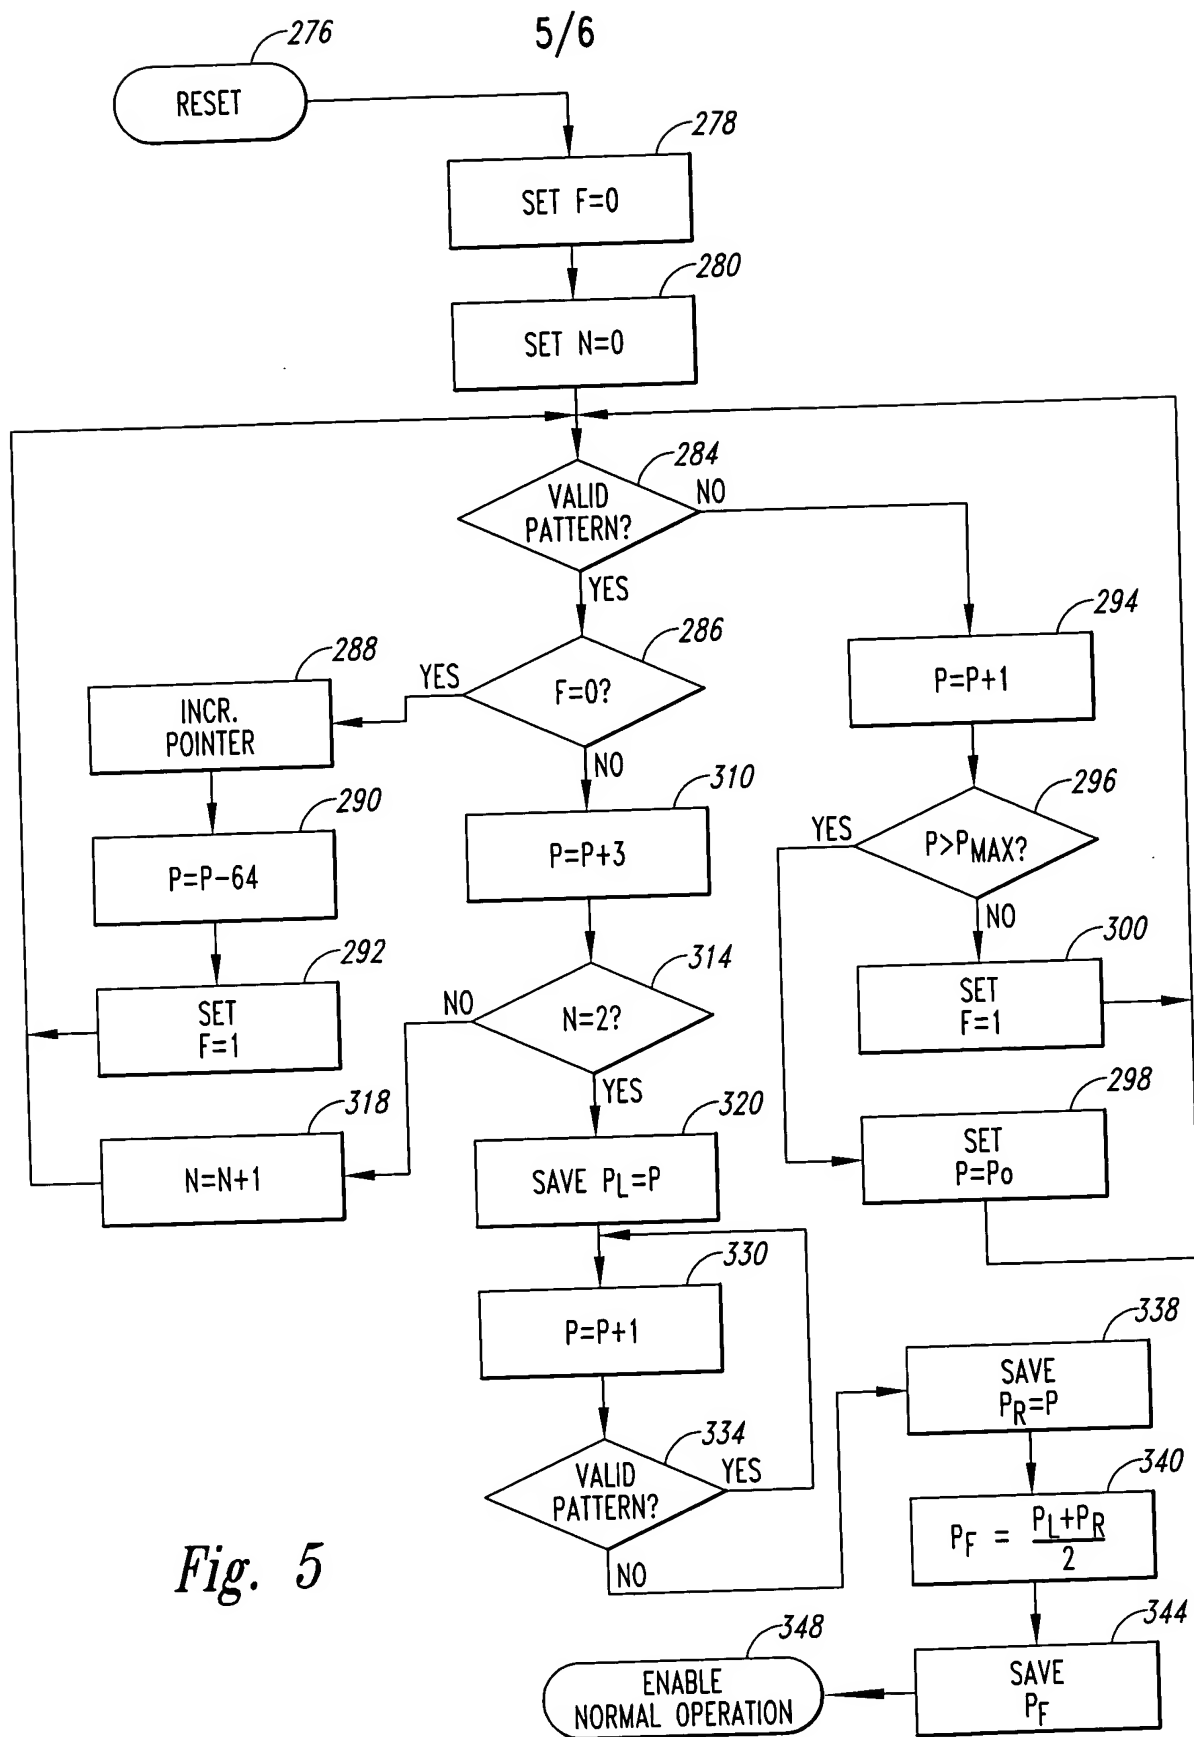 5/6
276
RESET
278
SET F=0
280
SET N=0
284
VALID
PATTERN?
NO
YES
286
F=0?
YES
NO
288
INCR.
POINTER
290
P=P-64
292
SET
F=1
294
P=P+1
296
P>PMAX?
YES
NO
300
SET
F=1
298
SET
P=Po
310
P=P+3
314
N=2?
NO
YES
318
N=N+1
320
SAVE PL=P
330
P=P+1
334
VALID
PATTERN?
YES
NO
338
SAVE
PR=P
340
PF = PL+PR
2
344
SAVE
PF
348
ENABLE
NORMAL OPERATION
Fig. 5